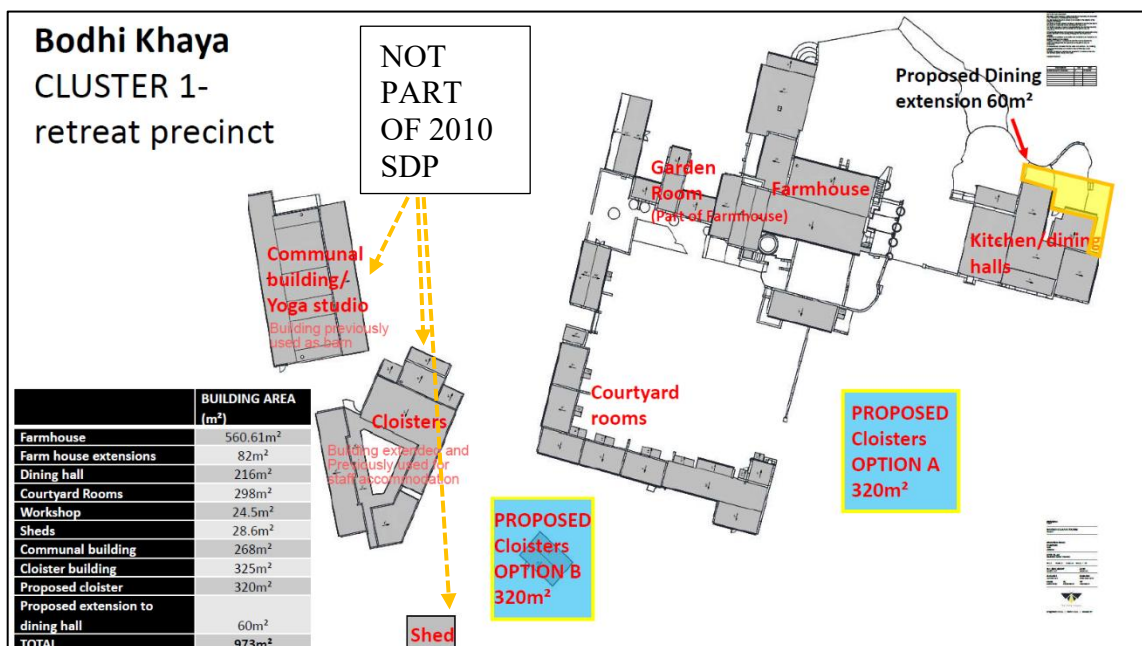 Bodhi Khaya
CLUSTER 1-
retreat precinct
NOT
PART
OF 2010
SDP
Proposed Dining
extension 60m²
Garden
Room
(Part of Farmhouse)
Farmhouse
Kitchen/dining
halls
Communal
building/
Yoga studio
Building previously
used as barn
Cloisters
Building extended and
Previously used for
staff accommodation
Courtyard
rooms
PROPOSED
Cloisters
OPTION A
320m²
PROPOSED
Cloisters
OPTION B
320m²
Shed
BUILDING AREA
(m²)
Farmhouse 560.61m²
Farm house extensions 82m²
Dining hall 216m²
Courtyard Rooms 298m²
Workshop 24.5m²
Sheds 28.6m²
Communal building 268m²
Cloister building 325m²
Proposed cloister 320m²
Proposed extension to
dining hall 60m²
TOTAL 973m²